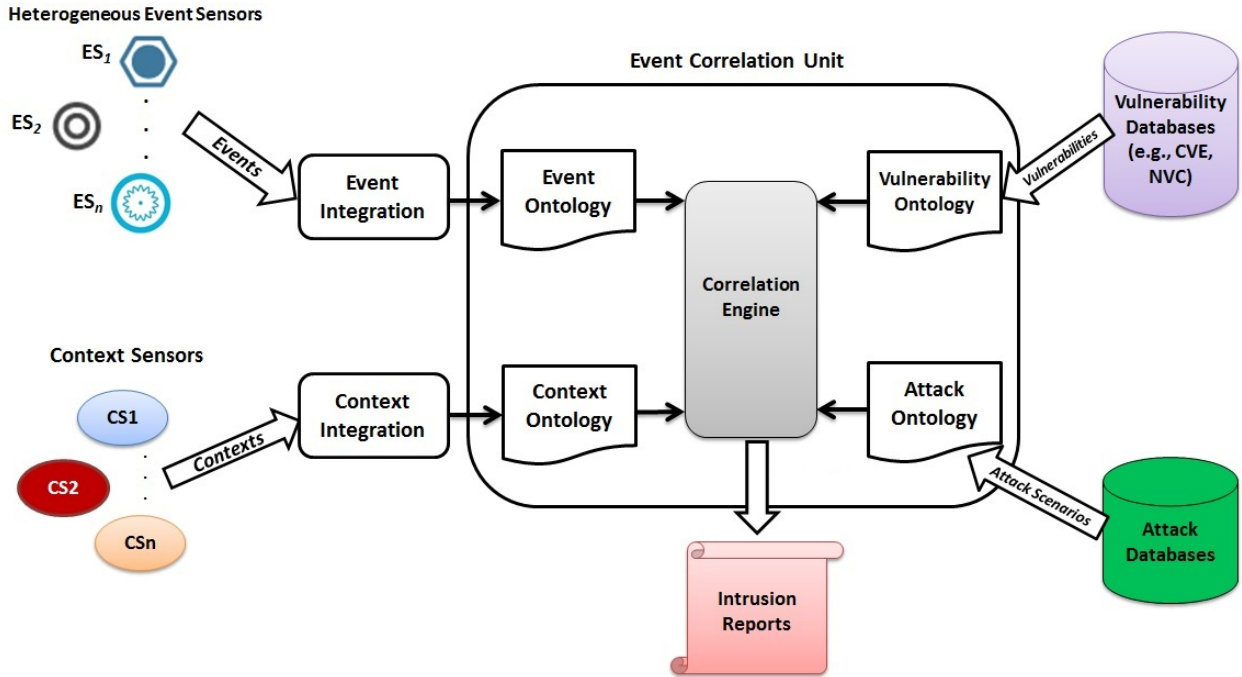 Heterogeneous Event Sensors
ES1
ES2
ESn
Events
Event
Integration
Event Correlation Unit
Event
Ontology
Correlation
Engine
Vulnerability
Ontology
Vulnerabilities
Vulnerability
Databases
(e.g., CVE,
NVC)
Context Sensors
CS1
CS2
CSn
Contexts
Context
Integration
Context
Ontology
Attack
Ontology
Attack Scenarios
Attack
Databases
Intrusion
Reports